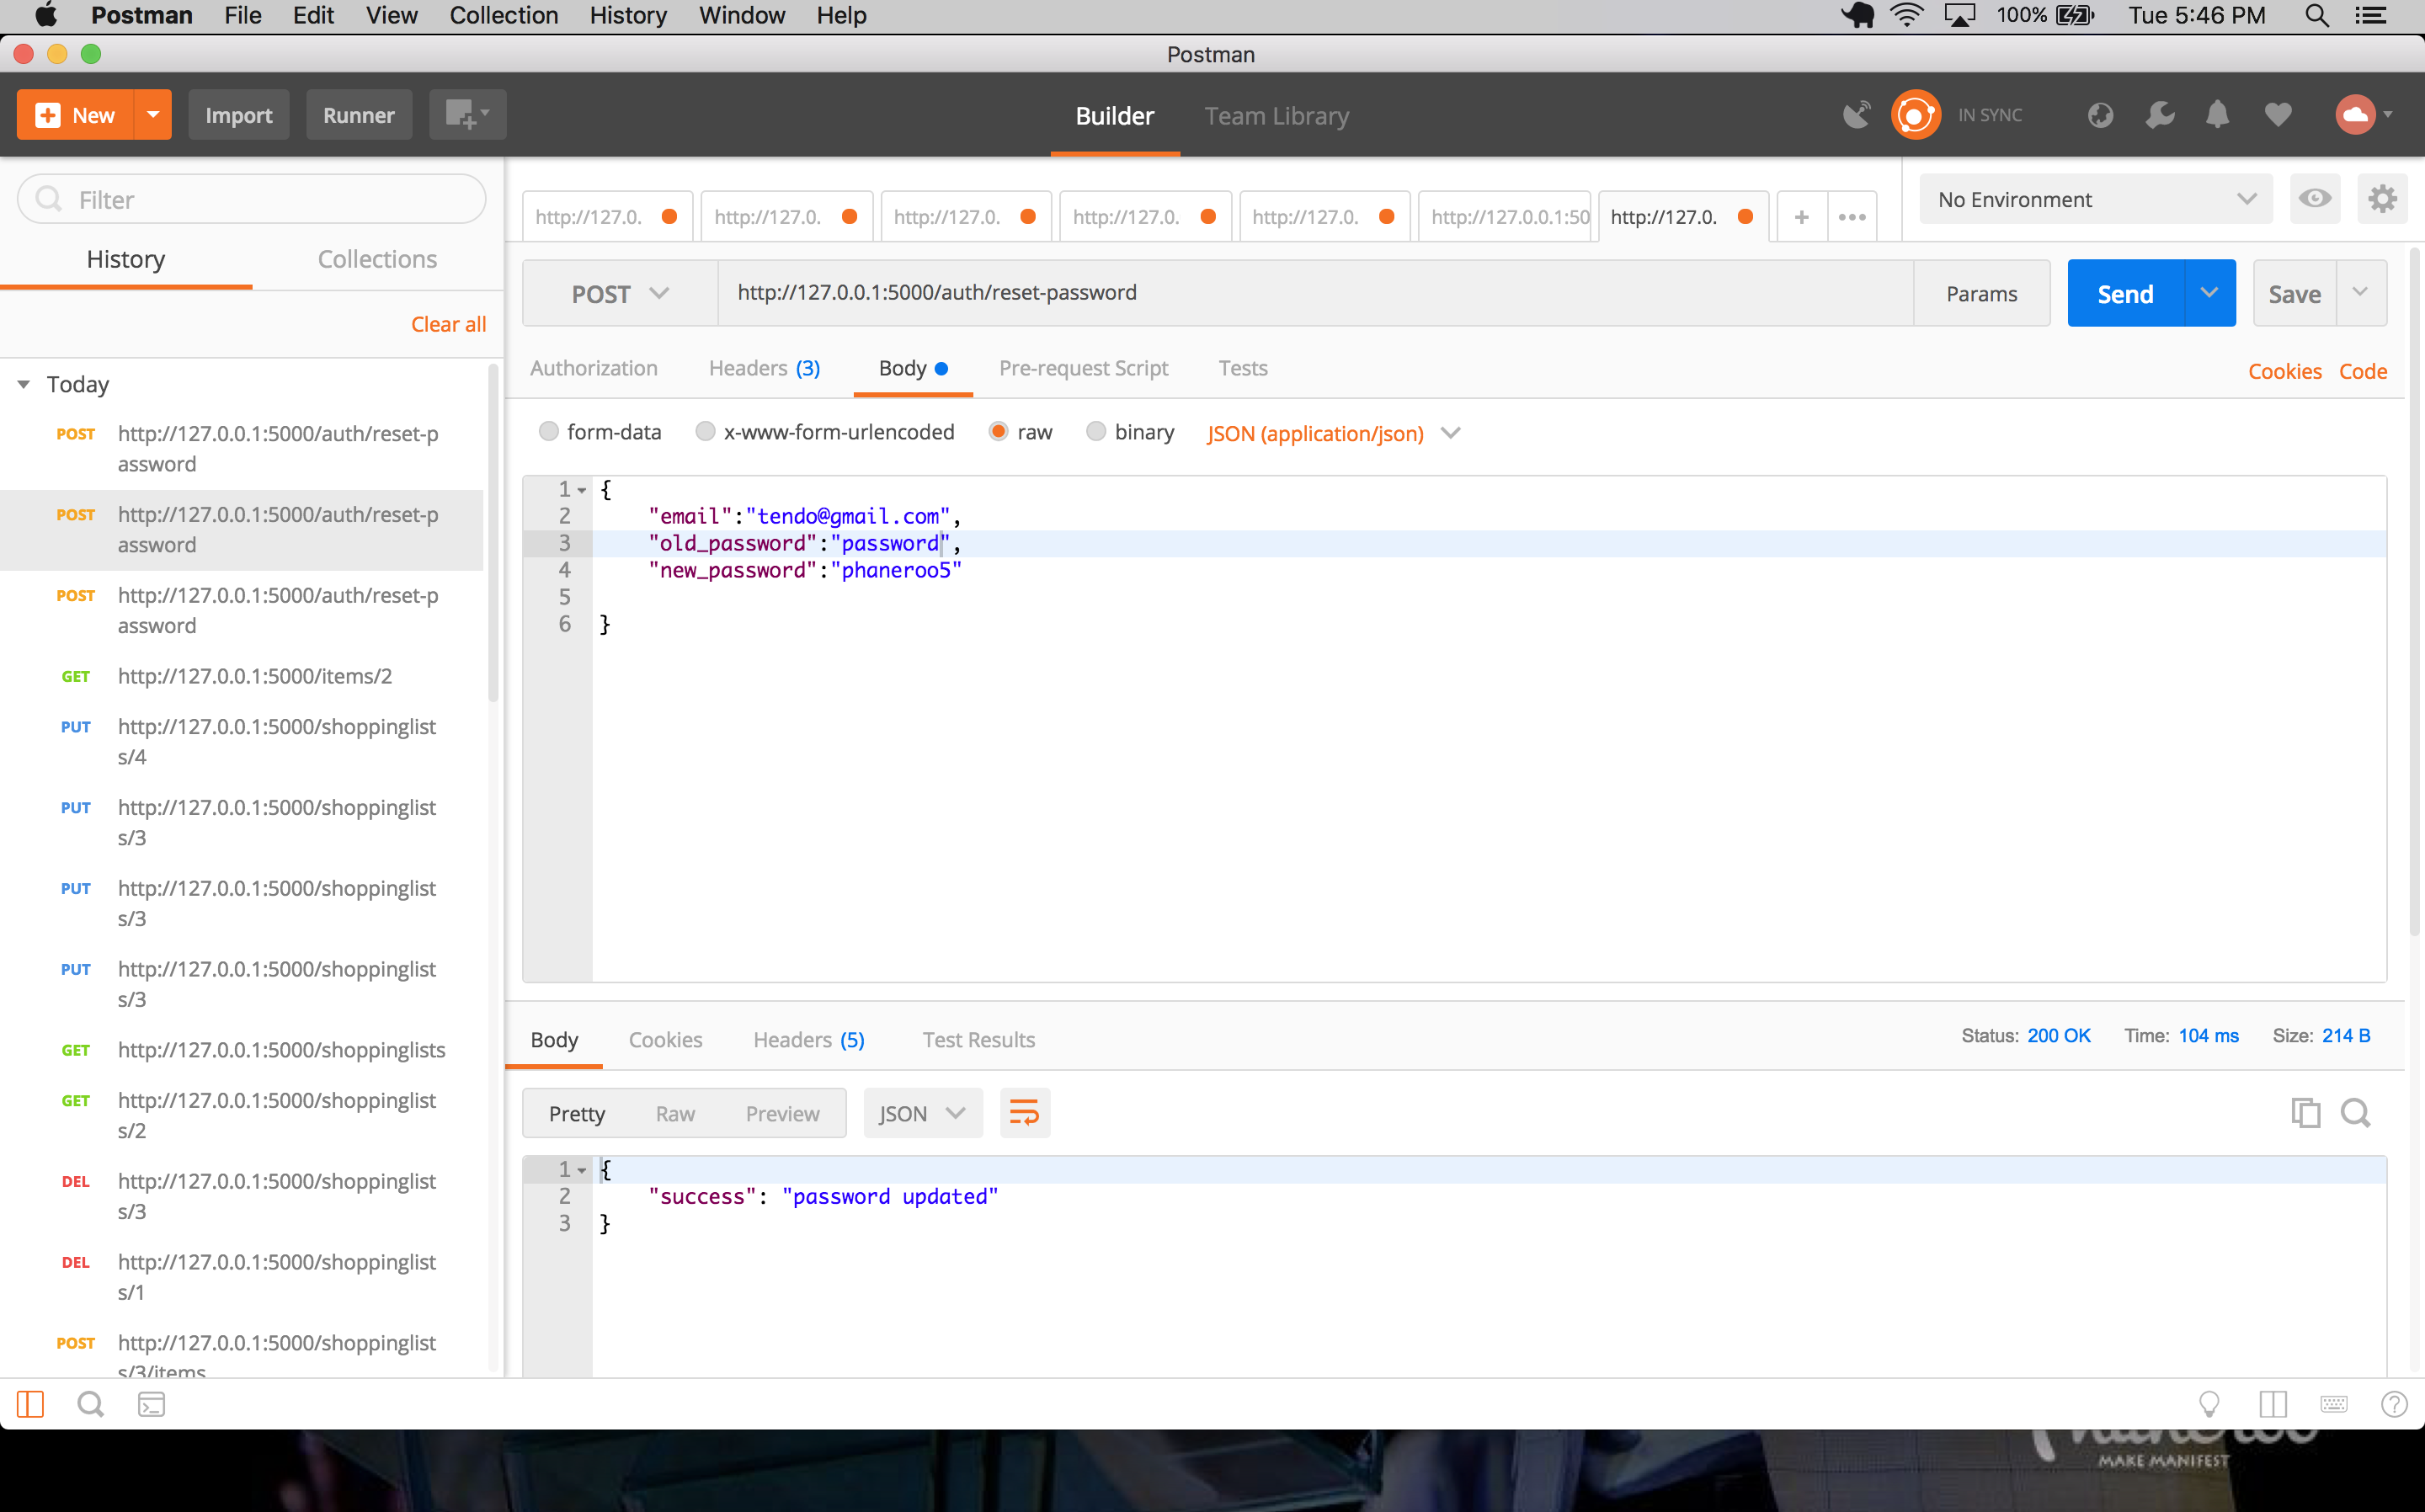 Postman File Edit View Collection History Window Help 100% Tue 5:46 PM
Postman
New Import Runner Builder Team Library IN SYNC
Filter
History Collections
Clear all
Today
POST http://127.0.0.1:5000/auth/reset-p
assword
POST http://127.0.0.1:5000/auth/reset-p
assword
POST http://127.0.0.1:5000/auth/reset-p
assword
GET http://127.0.0.1:5000/items/2
PUT http://127.0.0.1:5000/shoppinglist
s/4
PUT http://127.0.0.1:5000/shoppinglist
s/3
PUT http://127.0.0.1:5000/shoppinglist
s/3
PUT http://127.0.0.1:5000/shoppinglist
s/3
GET http://127.0.0.1:5000/shoppinglists
GET http://127.0.0.1:5000/shoppinglist
s/2
DEL http://127.0.0.1:5000/shoppinglist
s/3
DEL http://127.0.0.1:5000/shoppinglist
s/1
POST http://127.0.0.1:5000/shoppinglist
s/3/items
http://127.0. http://127.0. http://127.0. http://127.0. http://127.0. http://127.0.0.1:50 http://127.0. + •••
No Environment
POST http://127.0.0.1:5000/auth/reset-password Params Send Save
Authorization Headers (3) Body Pre-request Script Tests Cookies Code
form-data x-www-form-urlencoded raw binary JSON (application/json)
1 {
2 "email":"tendo@gmail.com",
3 "old_password":"password",
4 "new_password":"phaneroo5"
5
6 }
Body Cookies Headers (5) Test Results Status: 200 OK Time: 104 ms Size: 214 B
Pretty Raw Preview JSON
1 {
2 "success": "password updated"
3 }
MAKE MANIFEST